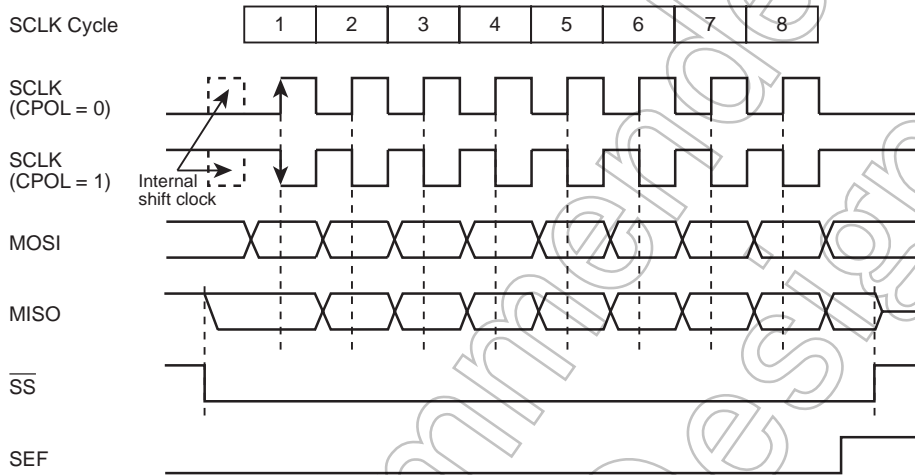 SCLK Cycle 1 2 3 4 5 6 7 8
SCLK
(CPOL = 0)
SCLK
(CPOL = 1)
Internal
shift clock
MOSI
MISO
SS
SEF